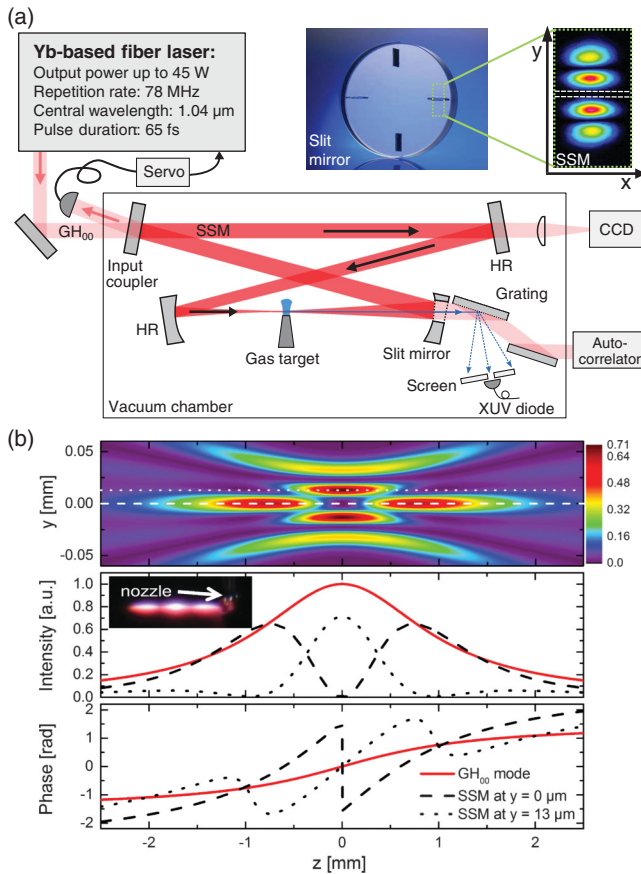 (a)
Yb-based fiber laser:
Output power up to 45 W
Repetition rate: 78 MHz
Central wavelength: 1.04 µm
Pulse duration: 65 fs
Slit
mirror
y
SSM
x
Servo
GH00
Input
coupler
SSM
HR
CCD
HR
Gas target
Slit mirror
Grating
Auto-
correlator
Screen
XUV diode
Vacuum chamber
(b)
y [mm]
0.05
0.00
-0.05
0.71
0.64
0.48
0.32
0.16
0.0
Intensity [a.u.]
1.0
0.8
0.6
0.4
0.2
0.0
nozzle
Phase [rad]
2
1
0
-1
-2
GH00 mode
SSM at y = 0 µm
SSM at y = 13 µm
-2 -1 0 1 2
z [mm]